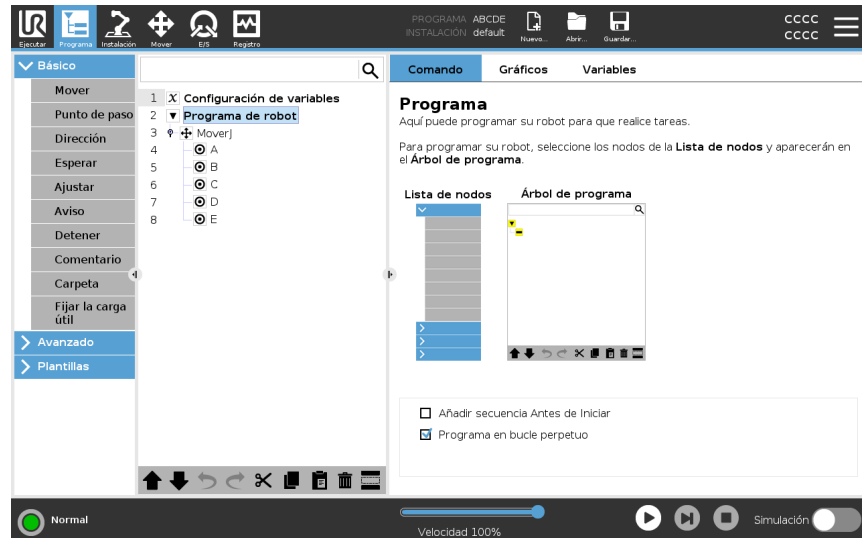 UR
PROGRAMA ABCDE
INSTALACIÓN default
cccc
cccc
Ejecutar Programa Instalación Mover E/S Registro Nuevo... Abrir... Guardar...
Básico
Mover
Punto de paso
Dirección
Esperar
Ajustar
Aviso
Detener
Comentario
Carpeta
Fijar la carga
útil
Avanzado
Plantillas
1 X Configuración de variables
2 Programa de robot
3 MoverJ
4 A
5 B
6 C
7 D
8 E
Comando Gráficos Variables
Programa
Aquí puede programar su robot para que realice tareas.
Para programar su robot, seleccione los nodos de la Lista de nodos y aparecerán en
el Árbol de programa.
Lista de nodos Árbol de programa
Añadir secuencia Antes de Iniciar
Programa en bucle perpetuo
Normal
Velocidad 100%
Simulación